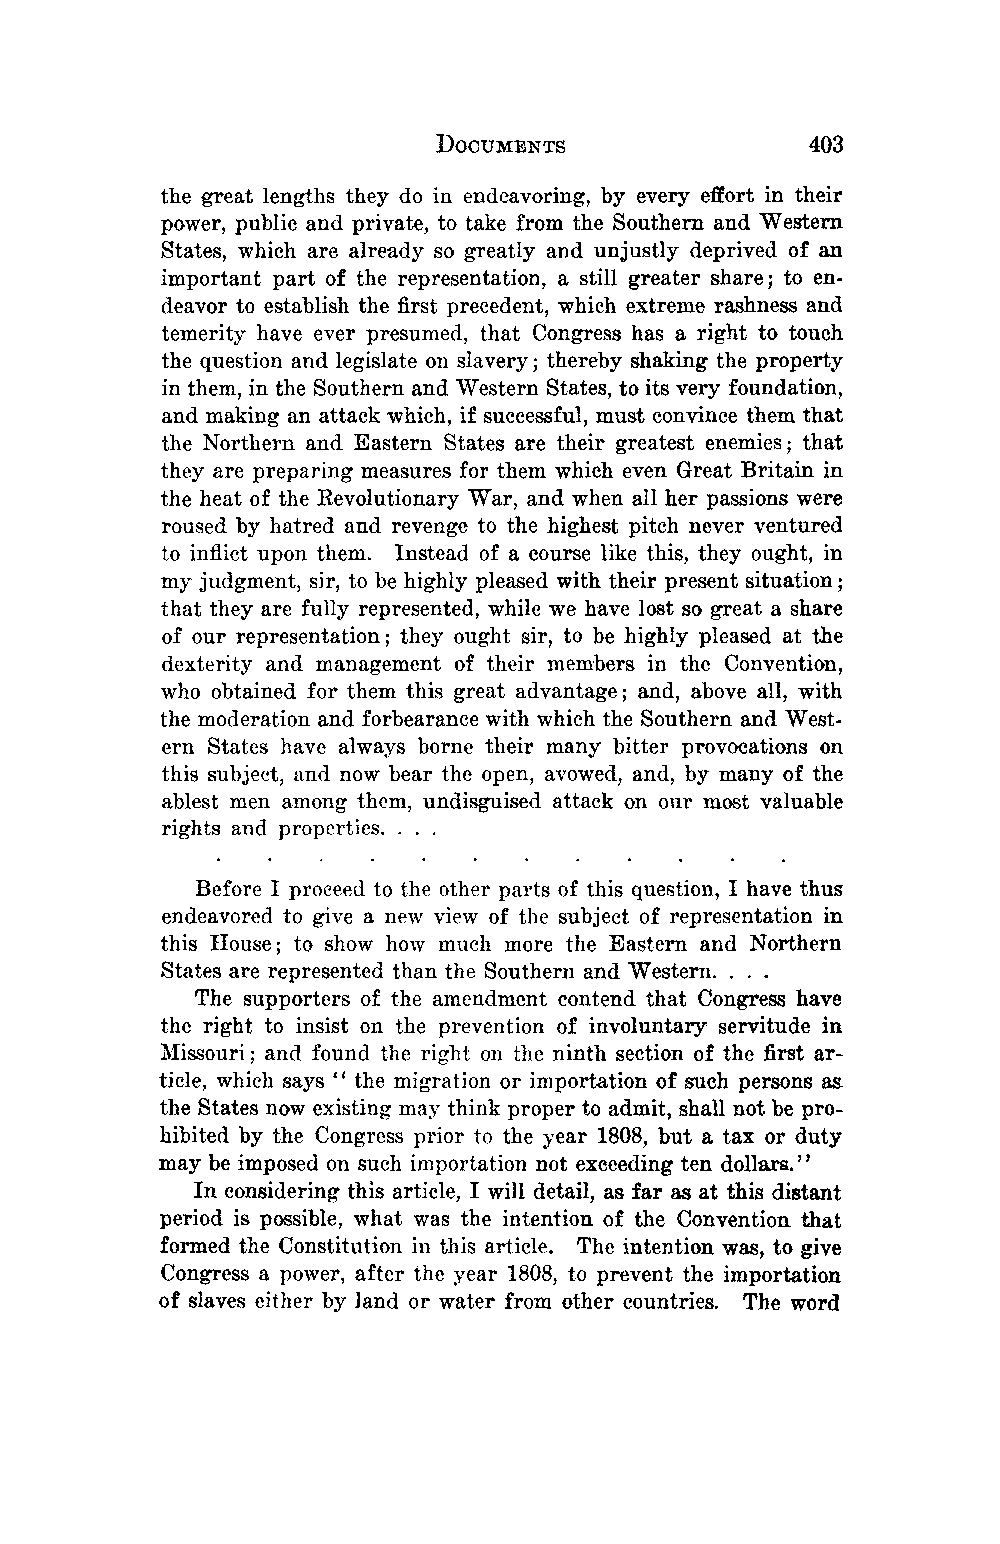 DOCUMENTS 403
the great lengths they do in endeavoring, by every effort in their
power, public and private, to take from the Southern and Western
States, which are already so greatly and unjustly deprived of an
important part of the representation, a still greater share; to en-
deavor to establish the first precedent, which extreme rashness and
temerity have ever presumed, that Congress has a right to touch
the question and legislate on slavery; thereby shaking the property
in them, in the Southern and Western States, to its very foundation,
and making an attack which, if successful, must convince them that
the Northern and Eastern States are their greatest enemies; that
they are preparing measures for them which even Great Britain in
the heat of the Revolutionary War, and when all her passions were
roused by hatred and revenge to the highest pitch never ventured
to inflict upon them. Instead of a course like this, they ought, in
my judgment, sir, to be highly pleased with their present situation;
that they are fully represented, while we have lost so great a share
of our representation; they ought sir, to be highly pleased at the
dexterity and management of their members in the Convention,
who obtained for them this great advantage; and, above all, with
the moderation and forbearance with which the Southern and West-
ern States have always borne their many bitter provocations on
this subject, and now bear the open, avowed, and, by many of the
ablest men among them, undisguised attack on our most valuable
rights and properties. . . .
. . . . . . . . . . . .
Before I proceed to the other parts of this question, I have thus
endeavored to give a new view of the subject of representation in
this House; to show how much more the Eastern and Northern
States are represented than the Southern and Western. . . .
The supporters of the amendment contend that Congress have
the right to insist on the prevention of involuntary servitude in
Missouri; and found the right on the ninth section of the first ar-
ticle, which says " the migration or importation of such persons as
the States now existing may think proper to admit, shall not be pro-
hibited by the Congress prior to the year 1808, but a tax or duty
may be imposed on such importation not exceeding ten dollars."
In considering this article, I will detail, as far as at this distant
period is possible, what was the intention of the Convention that
formed the Constitution in this article. The intention was, to give
Congress a power, after the year 1808, to prevent the importation
of slaves either by land or water from other countries. The word